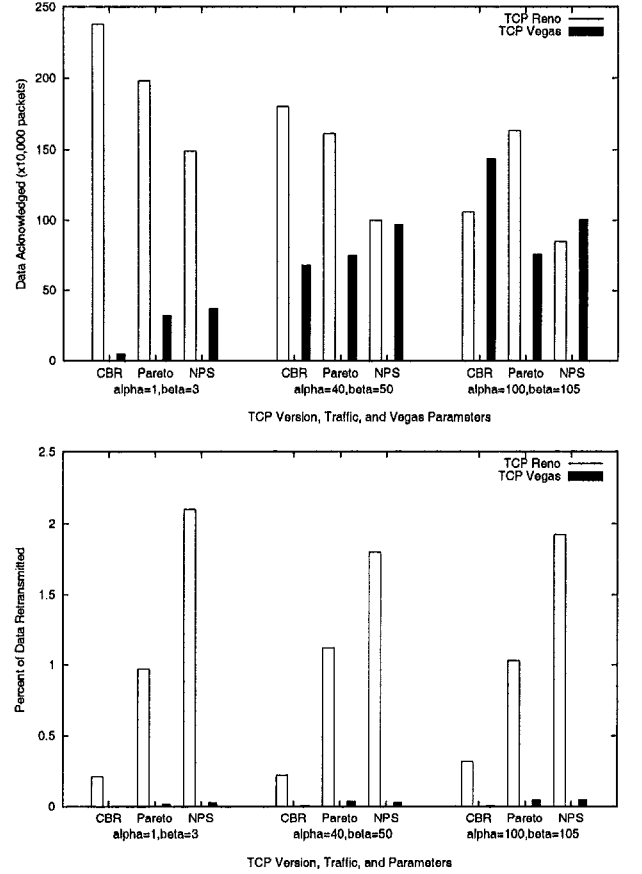 250
TCP Reno
TCP Vegas
200
150
100
50
0
Data Acknowledged (x10,000 packets)
CBR Pareto NPS CBR Pareto NPS CBR Pareto NPS
alpha=1,beta=3 alpha=40,beta=50 alpha=100,beta=105
TCP Version, Traffic, and Vegas Parameters
2.5
TCP Reno
TCP Vegas
2
1.5
1
0.5
0
Percent of Data Retransmitted
CBR Pareto NPS CBR Pareto NPS CBR Pareto NPS
alpha=1,beta=3 alpha=40,beta=50 alpha=100,beta=105
TCP Version, Traffic, and Parameters